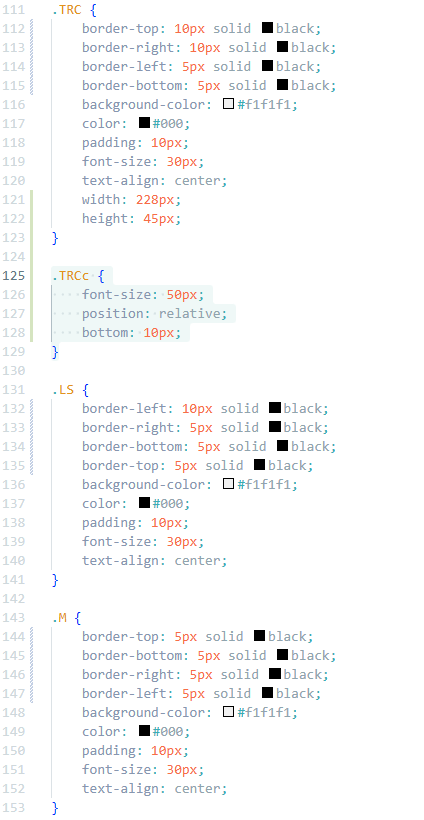 111 .TRC {
112 border-top: 10px solid black;
113 border-right: 10px solid black;
114 border-left: 5px solid black;
115 border-bottom: 5px solid black;
116 background-color: #f1f1f1;
117 color: #000;
118 padding: 10px;
119 font-size: 30px;
120 text-align: center;
121 width: 228px;
122 height: 45px;
123 }
124
125 .TRCc {
126 font-size: 50px;
127 position: relative;
128 bottom: 10px;
129 }
130
131 .LS {
132 border-left: 10px solid black;
133 border-right: 5px solid black;
134 border-bottom: 5px solid black;
135 border-top: 5px solid black;
136 background-color: #f1f1f1;
137 color: #000;
138 padding: 10px;
139 font-size: 30px;
140 text-align: center;
141 }
142
143 .M {
144 border-top: 5px solid black;
145 border-bottom: 5px solid black;
146 border-right: 5px solid black;
147 border-left: 5px solid black;
148 background-color: #f1f1f1;
149 color: #000;
150 padding: 10px;
151 font-size: 30px;
152 text-align: center;
153 }